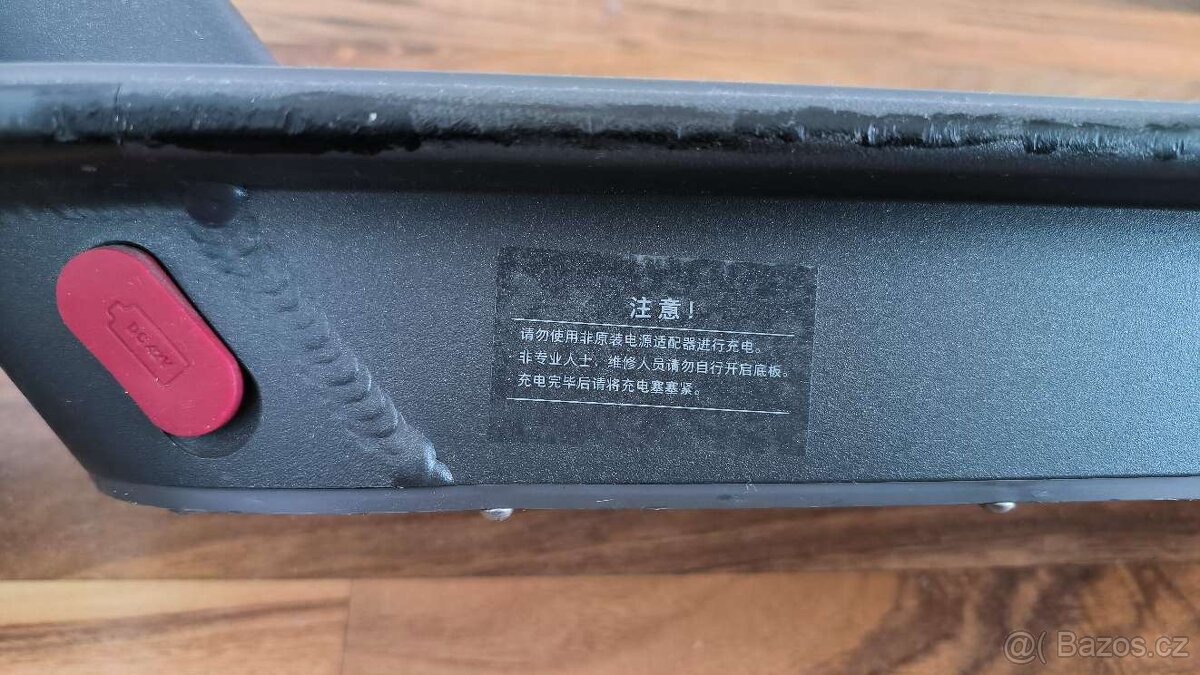 注意！
请勿使用非原装电源适配器进行充电。
· 非专业人士、维修人员请勿自行开启底板。
· 充电完毕后请将充电塞塞紧。
@( Bazos.cz